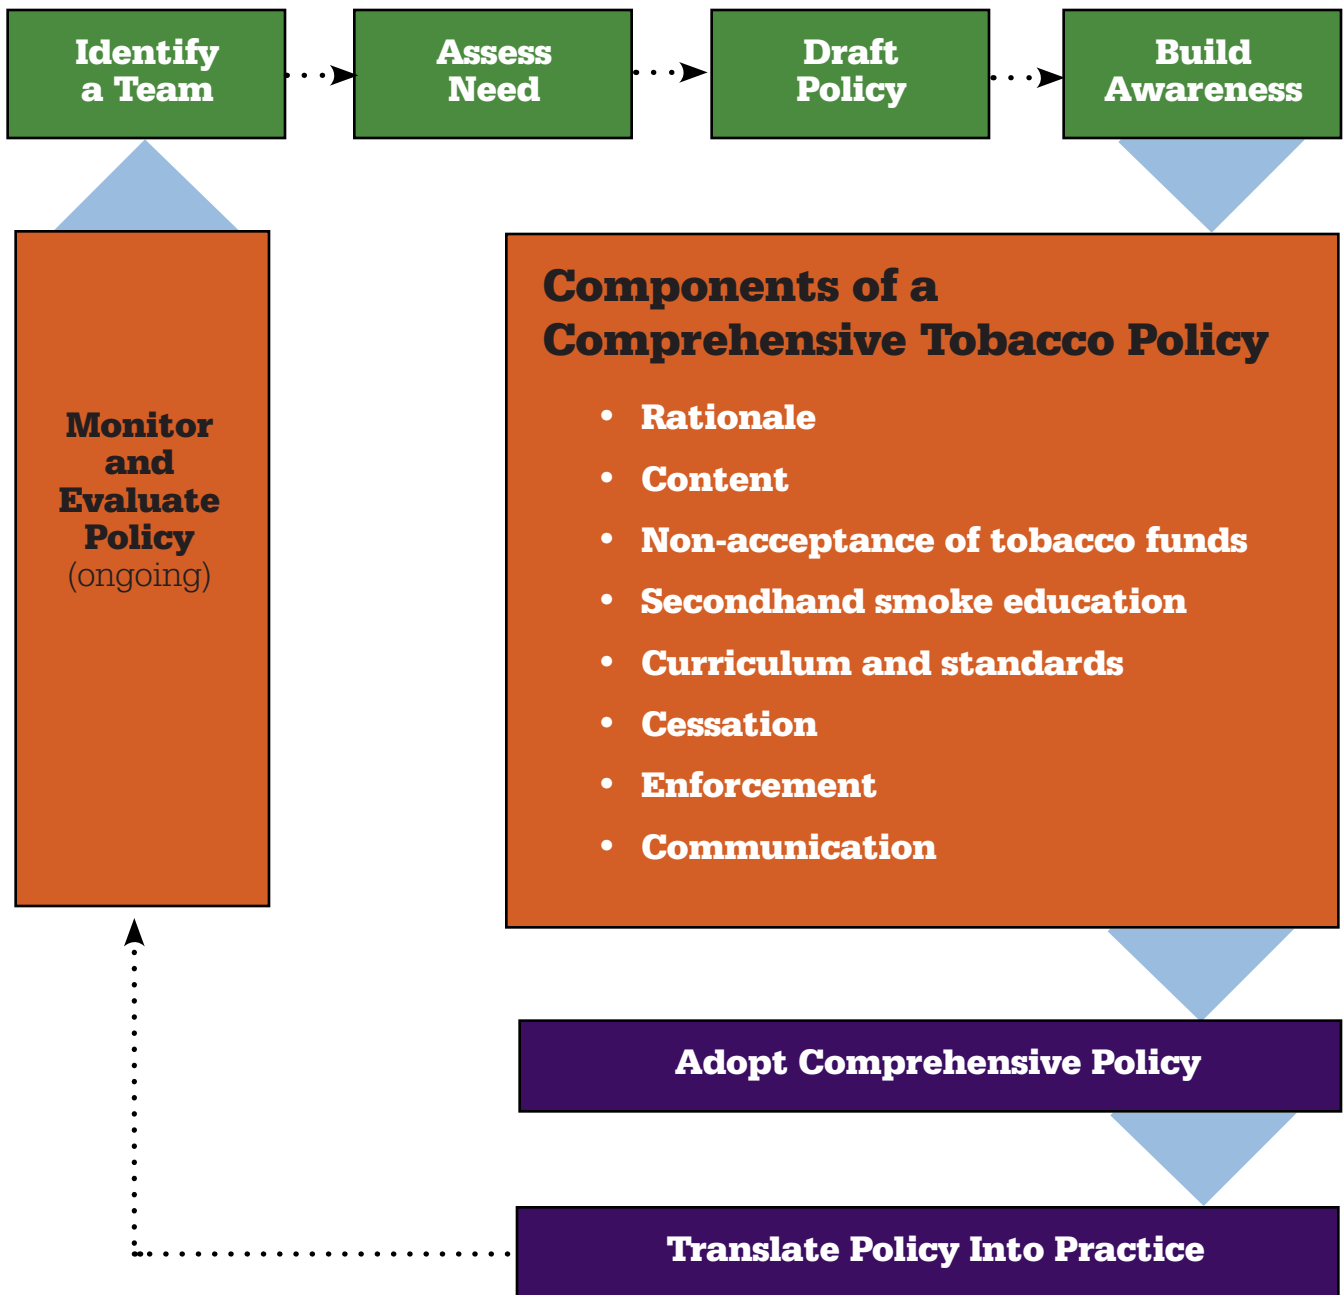 Identify
a Team
Assess
Need
Draft
Policy
Build
Awareness
Monitor
and
Evaluate
Policy
(ongoing)
Components of a
Comprehensive Tobacco Policy
• Rationale
• Content
• Non-acceptance of tobacco funds
• Secondhand smoke education
• Curriculum and standards
• Cessation
• Enforcement
• Communication
Adopt Comprehensive Policy
Translate Policy Into Practice